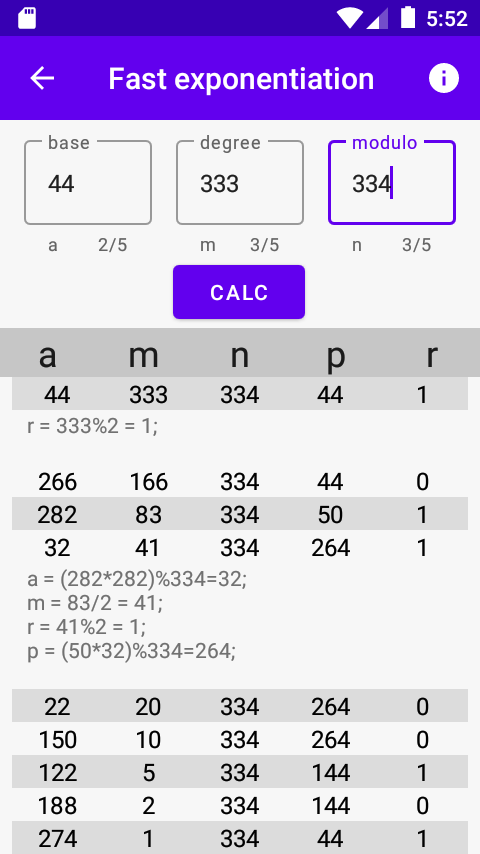 5:52
Fast exponentiation
base degree modulo
44 333 334
a 2/5 m 3/5 n 3/5
CALC
a m n p r
44 333 334 44 1
r = 333%2 = 1;
266 166 334 44 0
282 83 334 50 1
32 41 334 264 1
a = (282*282)%334=32;
m = 83/2 = 41;
r = 41%2 = 1;
p = (50*32)%334=264;
22 20 334 264 0
150 10 334 264 0
122 5 334 144 1
188 2 334 144 0
274 1 334 44 1